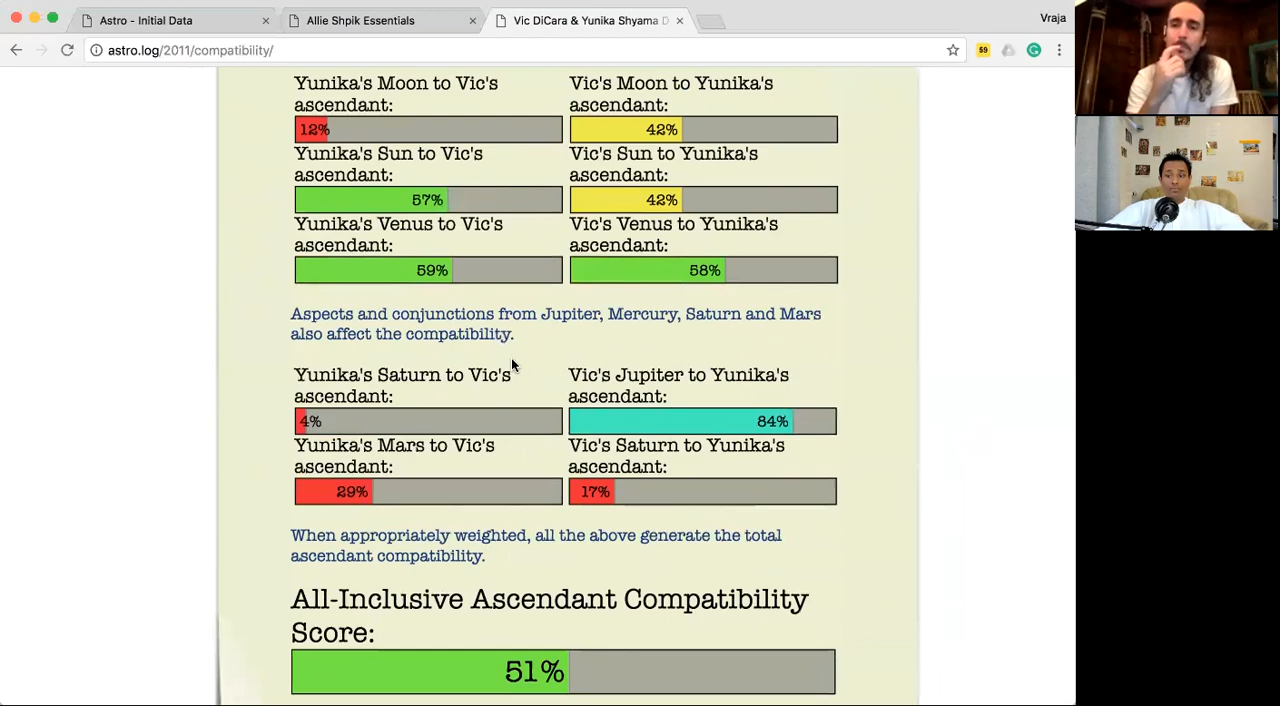 Astro - Initial Data
Allie Shpik Essentials
Vic DiCara & Yunika Shyama D
Vraja
astro.log/2011/compatibility/
59
Yunika's Moon to Vic's
ascendant:
12%
Vic's Moon to Yunika's
ascendant:
42%
Yunika's Sun to Vic's
ascendant:
57%
Vic's Sun to Yunika's
ascendant:
42%
Yunika's Venus to Vic's
ascendant:
59%
Vic's Venus to Yunika's
ascendant:
58%
Aspects and conjunctions from Jupiter, Mercury, Saturn and Mars
also affect the compatibility.
Yunika's Saturn to Vic's
ascendant:
4%
Vic's Jupiter to Yunika's
ascendant:
84%
Yunika's Mars to Vic's
ascendant:
29%
Vic's Saturn to Yunika's
ascendant:
17%
When appropriately weighted, all the above generate the total
ascendant compatibility.
All-Inclusive Ascendant Compatibility
Score:
51%